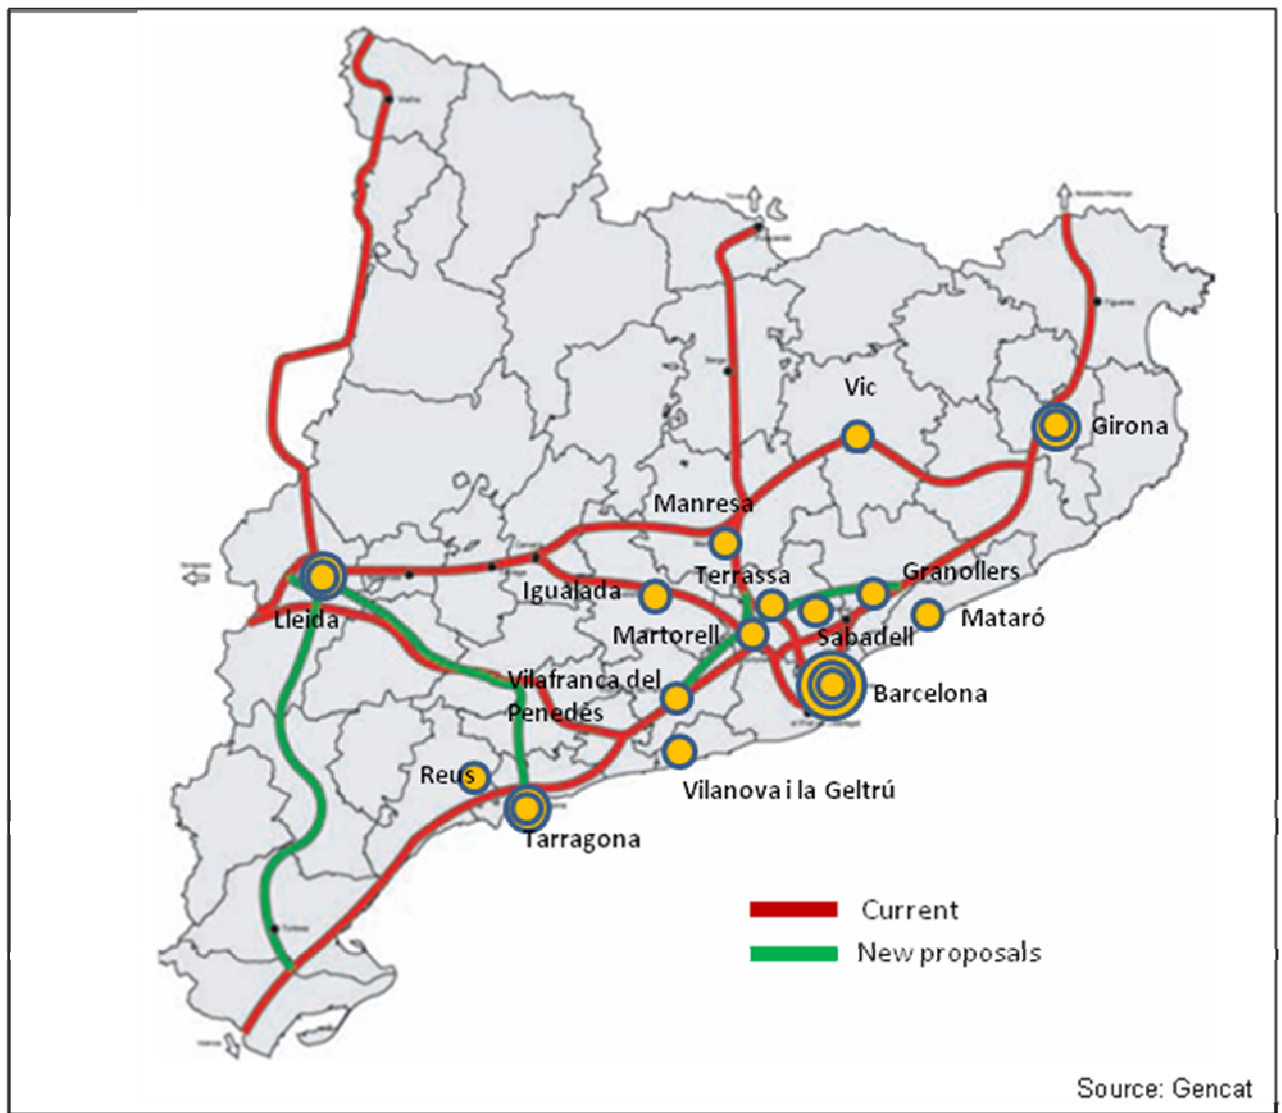 Vic
Girona
Manresa
Terrassa
Granollers
Igualada
Lleida
Martorell
Sabadell
Mataró
Vilafranca del
Penedès
Barcelona
Reus
Vilanova i la Geltrú
Tarragona
Current
New proposals
Source: Gencat